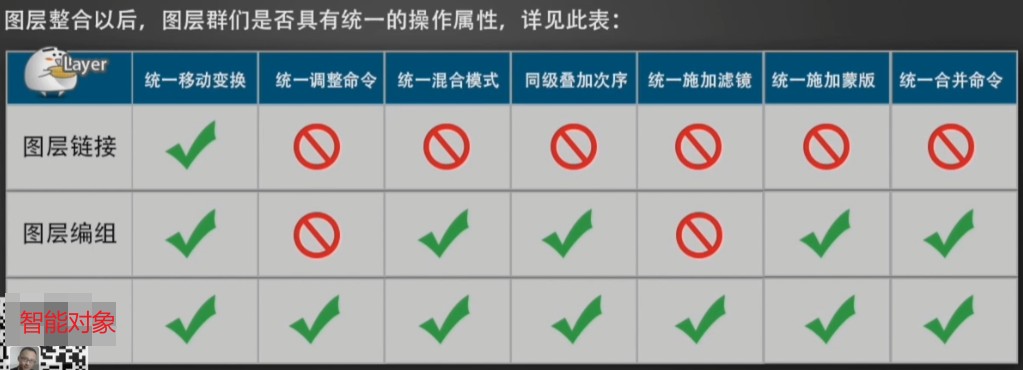 图层整合以后，图层群们是否具有统一的操作属性，详见此表：
Layer 统一移动变换 统一调整命令 统一混合模式 同级叠加次序 统一施加滤镜 统一施加蒙版 统一合并命令
图层链接
图层编组
智能对象